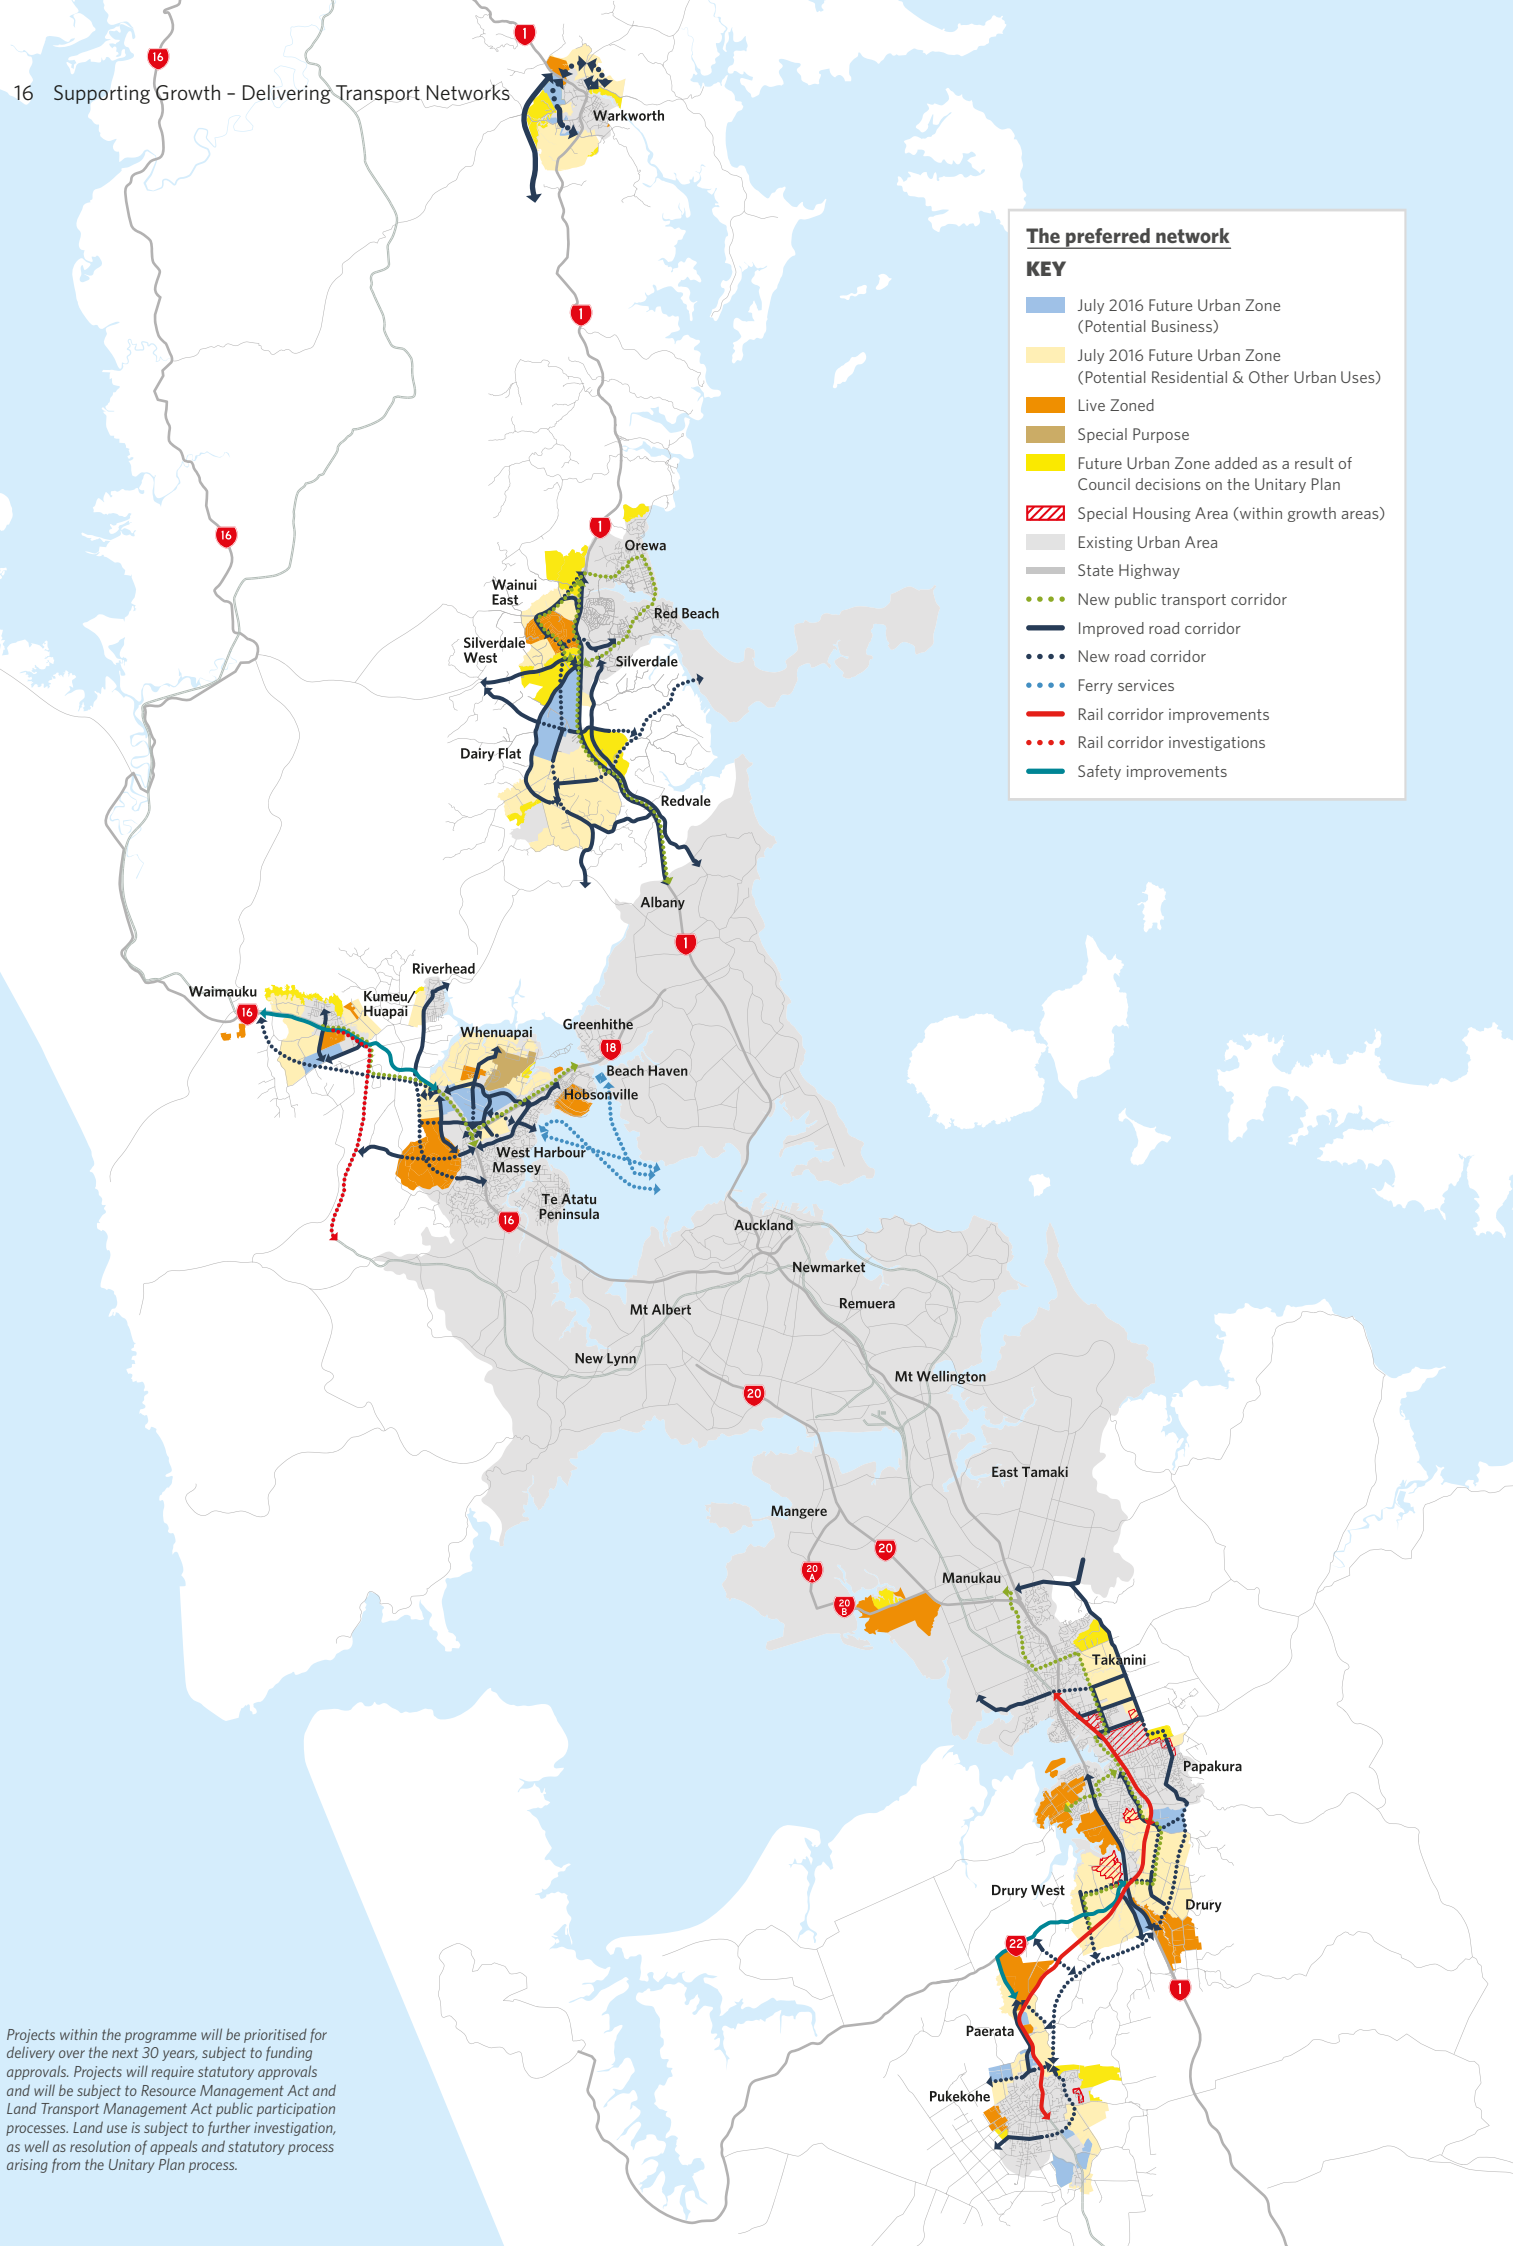 16 Supporting Growth – Delivering Transport Networks
1
16
Warkworth
The preferred network
KEY
July 2016 Future Urban Zone
(Potential Business)
July 2016 Future Urban Zone
(Potential Residential & Other Urban Uses)
Live Zoned
Special Purpose
Future Urban Zone added as a result of
Council decisions on the Unitary Plan
Special Housing Area (within growth areas)
Existing Urban Area
State Highway
New public transport corridor
Improved road corridor
New road corridor
Ferry services
Rail corridor improvements
Rail corridor investigations
Safety improvements
1
16
1
Orewa
Wainui
East
Red Beach
Silverdale
West
Silverdale
Dairy Flat
Redvale
Albany
1
Riverhead
Waimauku
16
Kumeu/
Huapai
Whenuapai
Greenhithe
18
Beach Haven
Hobsonville
West Harbour
Massey
Te Atatu
Peninsula
16
Auckland
Newmarket
Remuera
Mt Albert
New Lynn
Mt Wellington
20
East Tamaki
Mangere
20
20
A
Manukau
20
B
Takanini
Papakura
Drury West
Drury
22
1
Paerata
Pukekohe
Projects within the programme will be prioritised for
delivery over the next 30 years, subject to funding
approvals. Projects will require statutory approvals
and will be subject to Resource Management Act and
Land Transport Management Act public participation
processes. Land use is subject to further investigation,
as well as resolution of appeals and statutory process
arising from the Unitary Plan process.